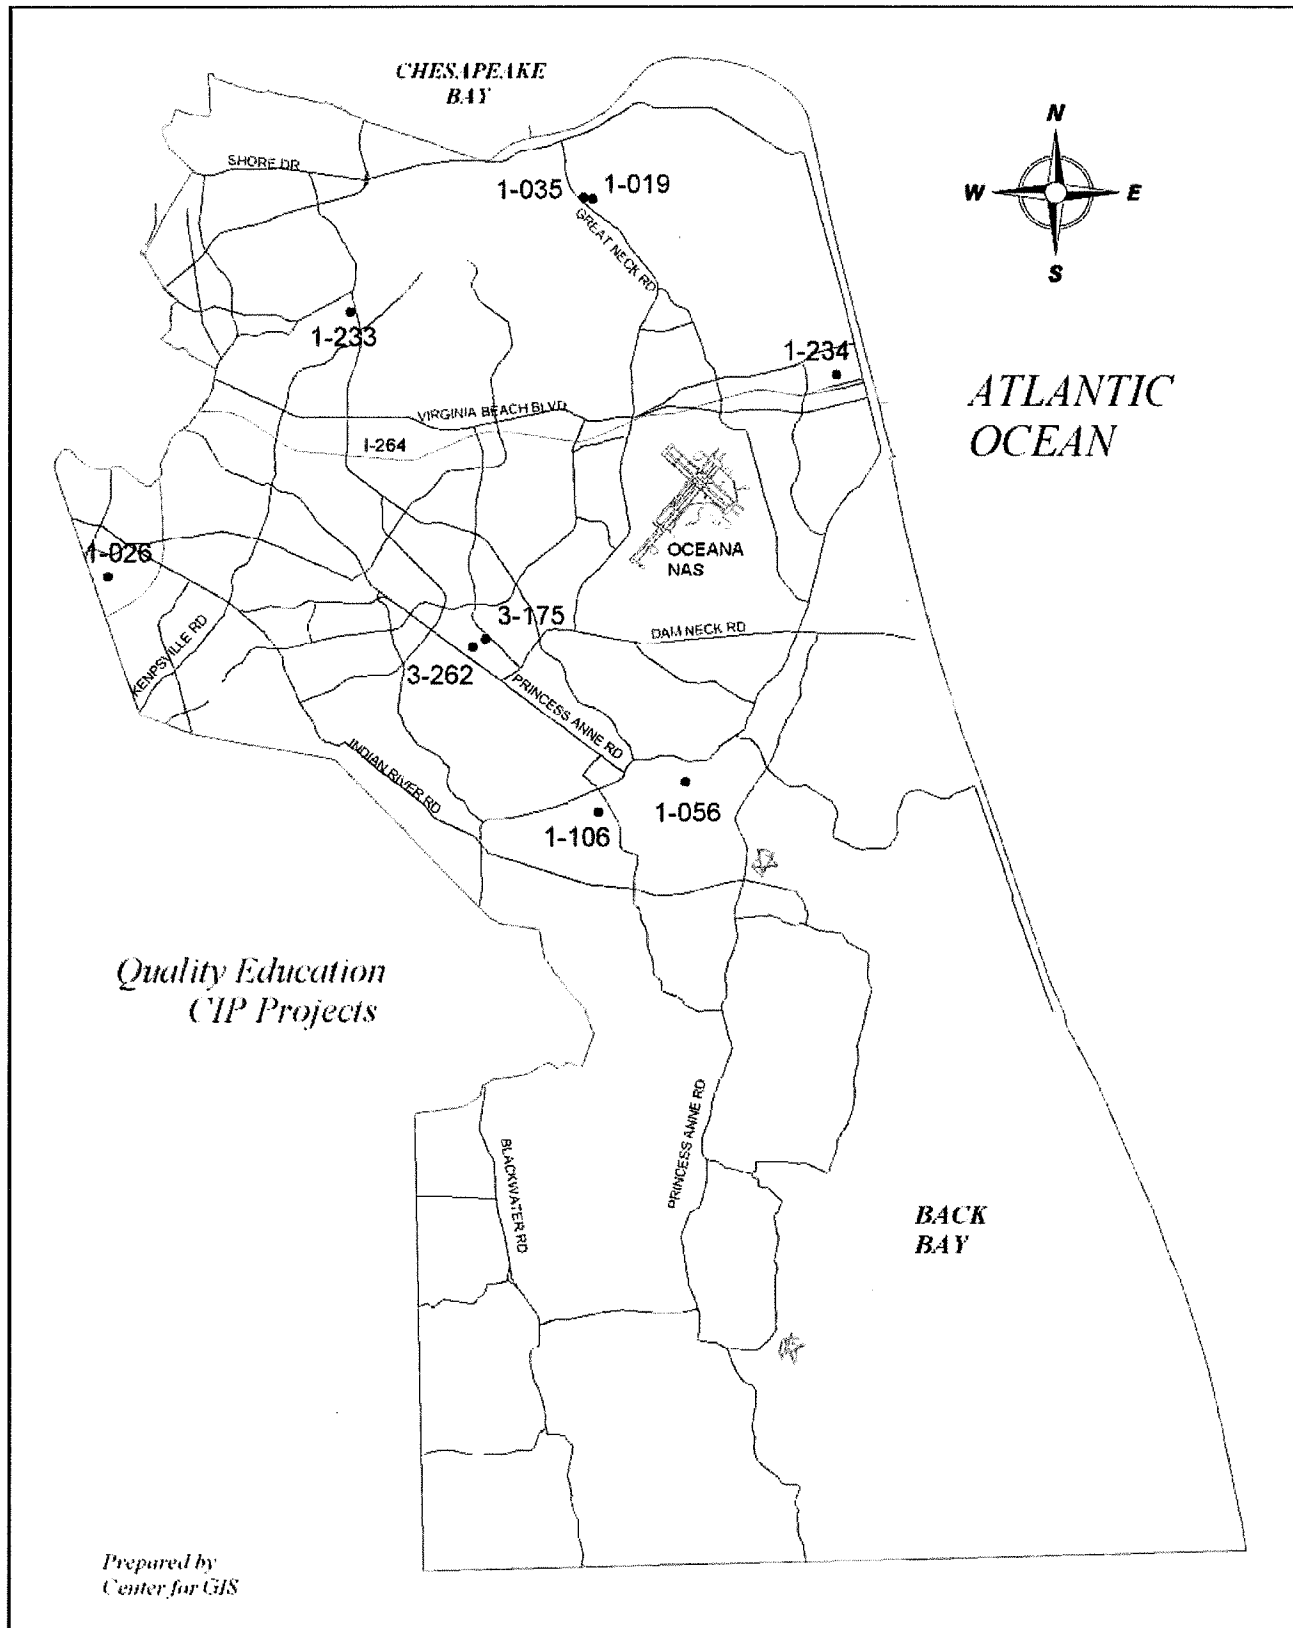 CHESAPEAKE
BAY
N
W
E
S
SHORE DR
1-035
1-019
GREAT NECK RD
1-233
1-234
ATLANTIC
OCEAN
VIRGINIA BEACH BLVD
I-264
OCEANA
NAS
1-026
3-175
DAM NECK RD
KENPSVILLE RD
3-262
PRINCESS ANNE RD
INDIAN RIVER RD
1-056
1-106
Quality Education
CIP Projects
PRINCESS ANNE RD
BLACKWATER RD
BACK
BAY
Prepared by
Center for GIS